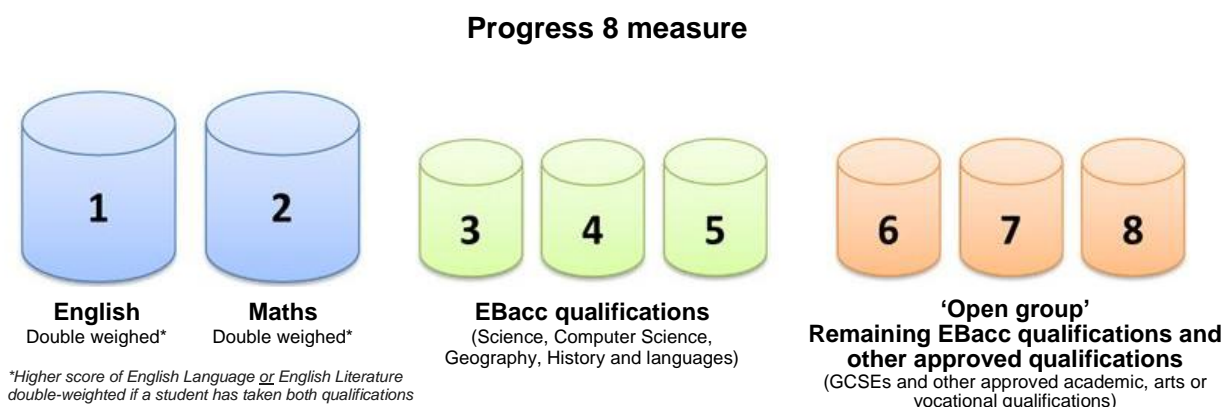 Progress 8 measure
1
2
3
4
5
6
7
8
English
Double weighed*
Maths
Double weighed*
*Higher score of English Language or English Literature
double-weighted if a student has taken both qualifications
EBacc qualifications
(Science, Computer Science,
Geography, History and languages)
‘Open group’
Remaining EBacc qualifications and
other approved qualifications
(GCSEs and other approved academic, arts or
vocational qualifications)